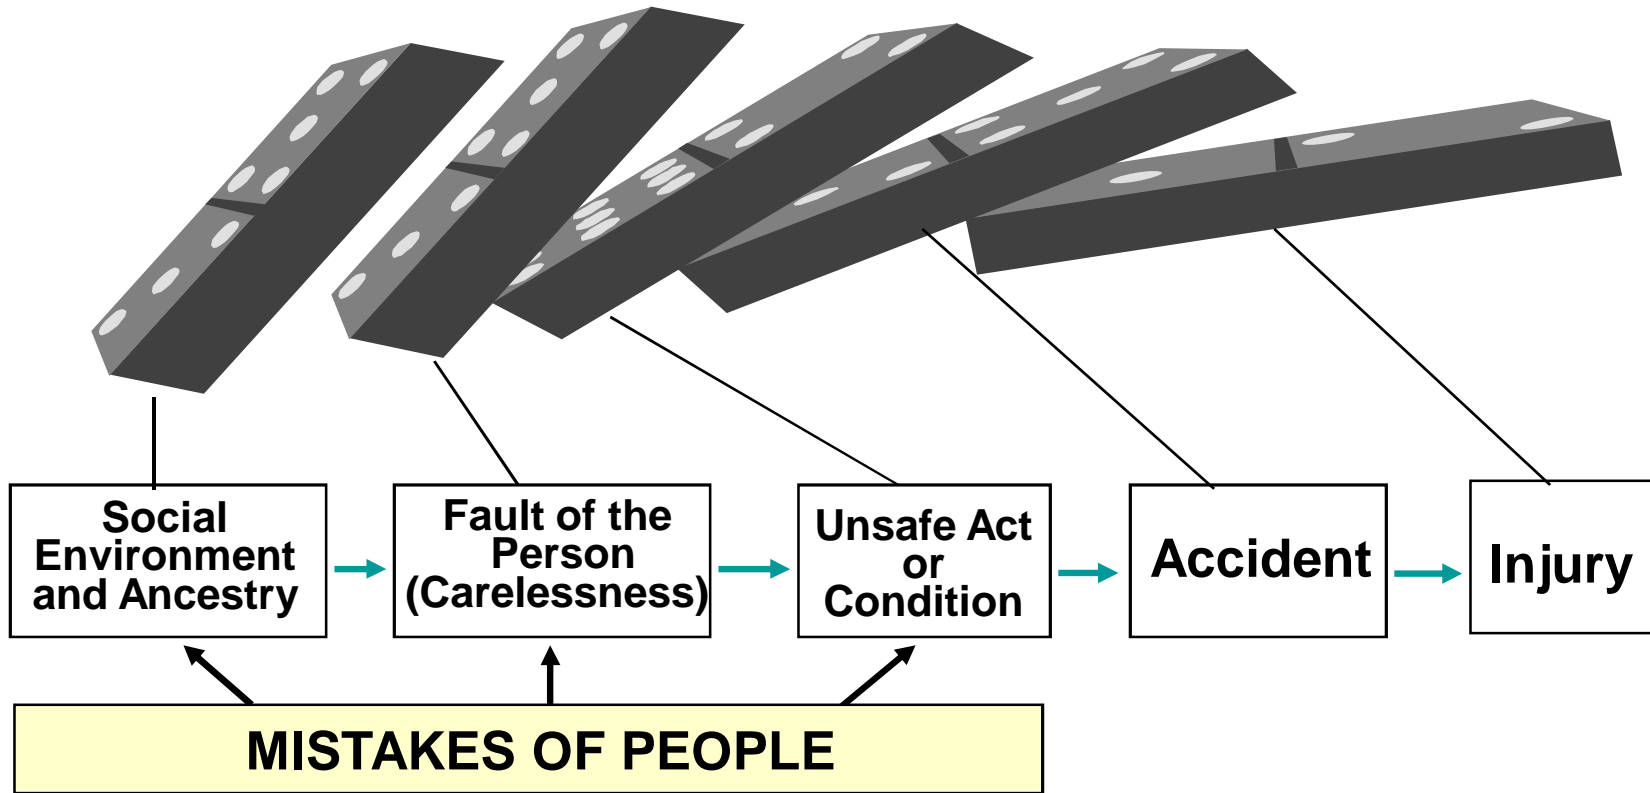 Social
Environment
and Ancestry
Fault of the
Person
(Carelessness)
Unsafe Act
or
Condition
Accident
Injury
MISTAKES OF PEOPLE